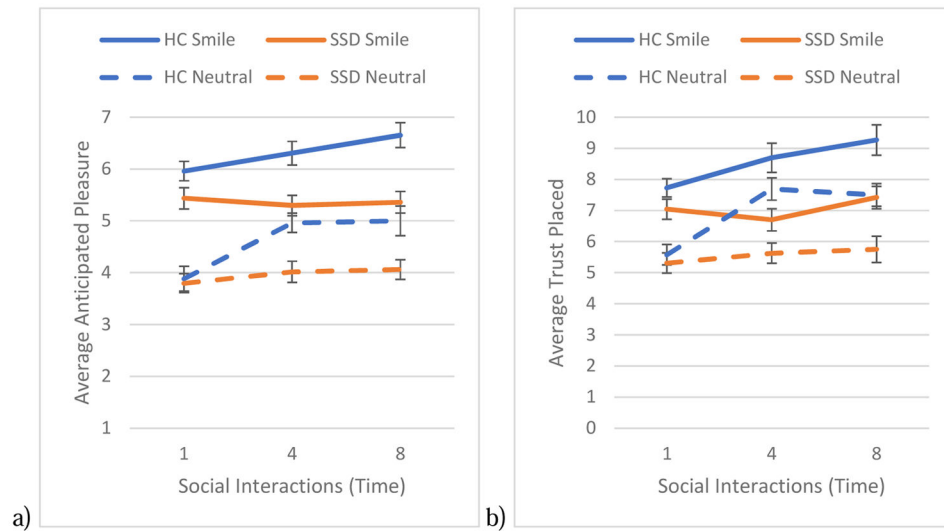 HC Smile SSD Smile
HC Neutral SSD Neutral
7
6
5
4
3
2
1
Average Anticipated Pleasure
1 4 8
Social Interactions (Time)
a)
HC Smile SSD Smile
HC Neutral SSD Neutral
10
9
8
7
6
5
4
3
2
1
0
Average Trust Placed
1 4 8
Social Interactions (Time)
b)